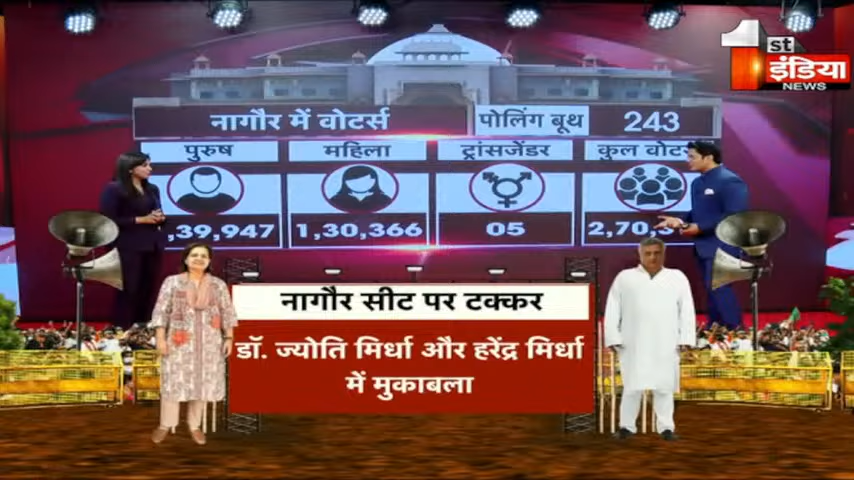 1st
इंडिया
NEWS
नागौर में वोटर्स
पोलिंग बूथ 243
पुरुष महिला ट्रांसजेंडर कुल
,39,947 1,30,366 05
नागौर सीट पर टक्कर
डॉ. ज्योति मिर्धा और हरेंद्र मिर्धा
में मुकाबला